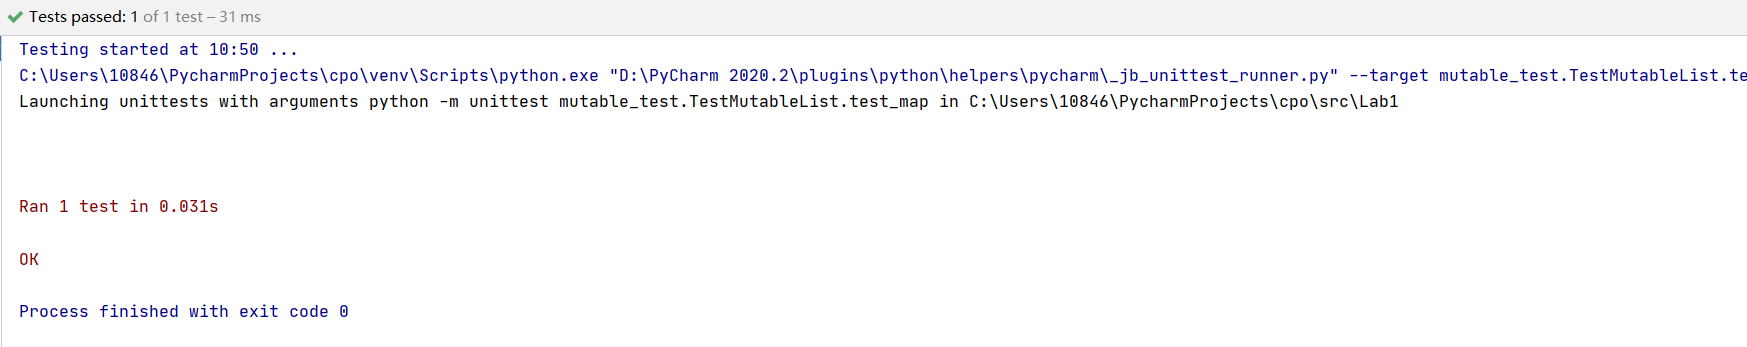 Tests passed: 1 of 1 test – 31 ms
Testing started at 10:50 ...
C:\Users\10846\PycharmProjects\cpo\venv\Scripts\python.exe "D:\PyCharm 2020.2\plugins\python\helpers\pycharm\_jb_unittest_runner.py" --target mutable_test.TestMutableList.te
Launching unittests with arguments python -m unittest mutable_test.TestMutableList.test_map in C:\Users\10846\PycharmProjects\cpo\src\Lab1
Ran 1 test in 0.031s
OK
Process finished with exit code 0